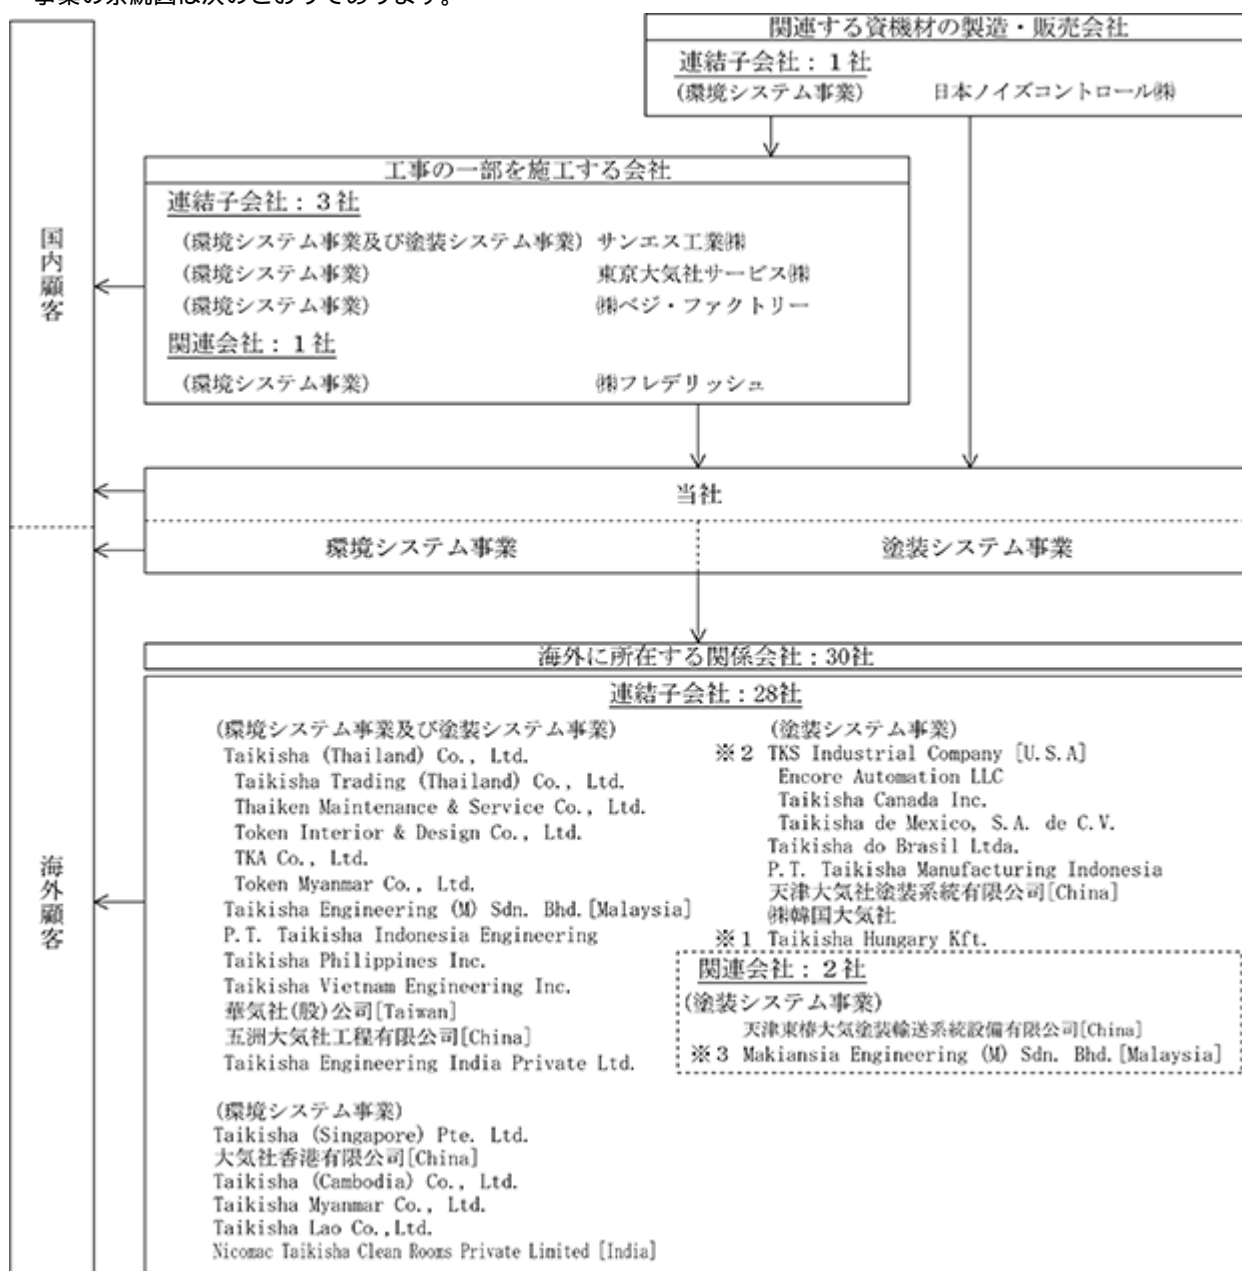 事業の系統図は次のとおりであります。
関連する資機材の製造・販売会社
連結子会社：１社
(環境システム事業) 日本ノイズコントロール㈱
工事の一部を施工する会社
連結子会社：３社
(環境システム事業及び塗装システム事業) サンエス工業㈱
(環境システム事業) 東京大気社サービス㈱
(環境システム事業) ㈱ベジ・ファクトリー
関連会社：１社
(環境システム事業) ㈱フレデリッシュ
国内顧客
当社
環境システム事業 塗装システム事業
海外に所在する関係会社：30社
連結子会社：28社
(環境システム事業及び塗装システム事業)
Taikisha (Thailand) Co., Ltd.
Taikisha Trading (Thailand) Co., Ltd.
Thaiken Maintenance & Service Co., Ltd.
Token Interior & Design Co., Ltd.
TKA Co., Ltd.
Token Myanmar Co., Ltd.
Taikisha Engineering (M) Sdn. Bhd.[Malaysia]
P.T. Taikisha Indonesia Engineering
Taikisha Philippines Inc.
Taikisha Vietnam Engineering Inc.
華気社(股)公司[Taiwan]
五洲大気社工程有限公司[China]
Taikisha Engineering India Private Ltd.
(環境システム事業)
Taikisha (Singapore) Pte. Ltd.
大気社香港有限公司[China]
Taikisha (Cambodia) Co., Ltd.
Taikisha Myanmar Co., Ltd.
Taikisha Lao Co.,Ltd.
Nicomac Taikisha Clean Rooms Private Limited [India]
(塗装システム事業)
※２ TKS Industrial Company [U.S.A]
Encore Automation LLC
Taikisha Canada Inc.
Taikisha de Mexico, S.A. de C.V.
Taikisha do Brasil Ltda.
P.T. Taikisha Manufacturing Indonesia
天津大気社塗装系統有限公司[China]
㈱韓国大気社
※１ Taikisha Hungary Kft.
関連会社：２社
(塗装システム事業)
天津東椿大気塗装輸送系統設備有限公司[China]
※３ Makiansia Engineering (M) Sdn. Bhd.[Malaysia]
海外顧客